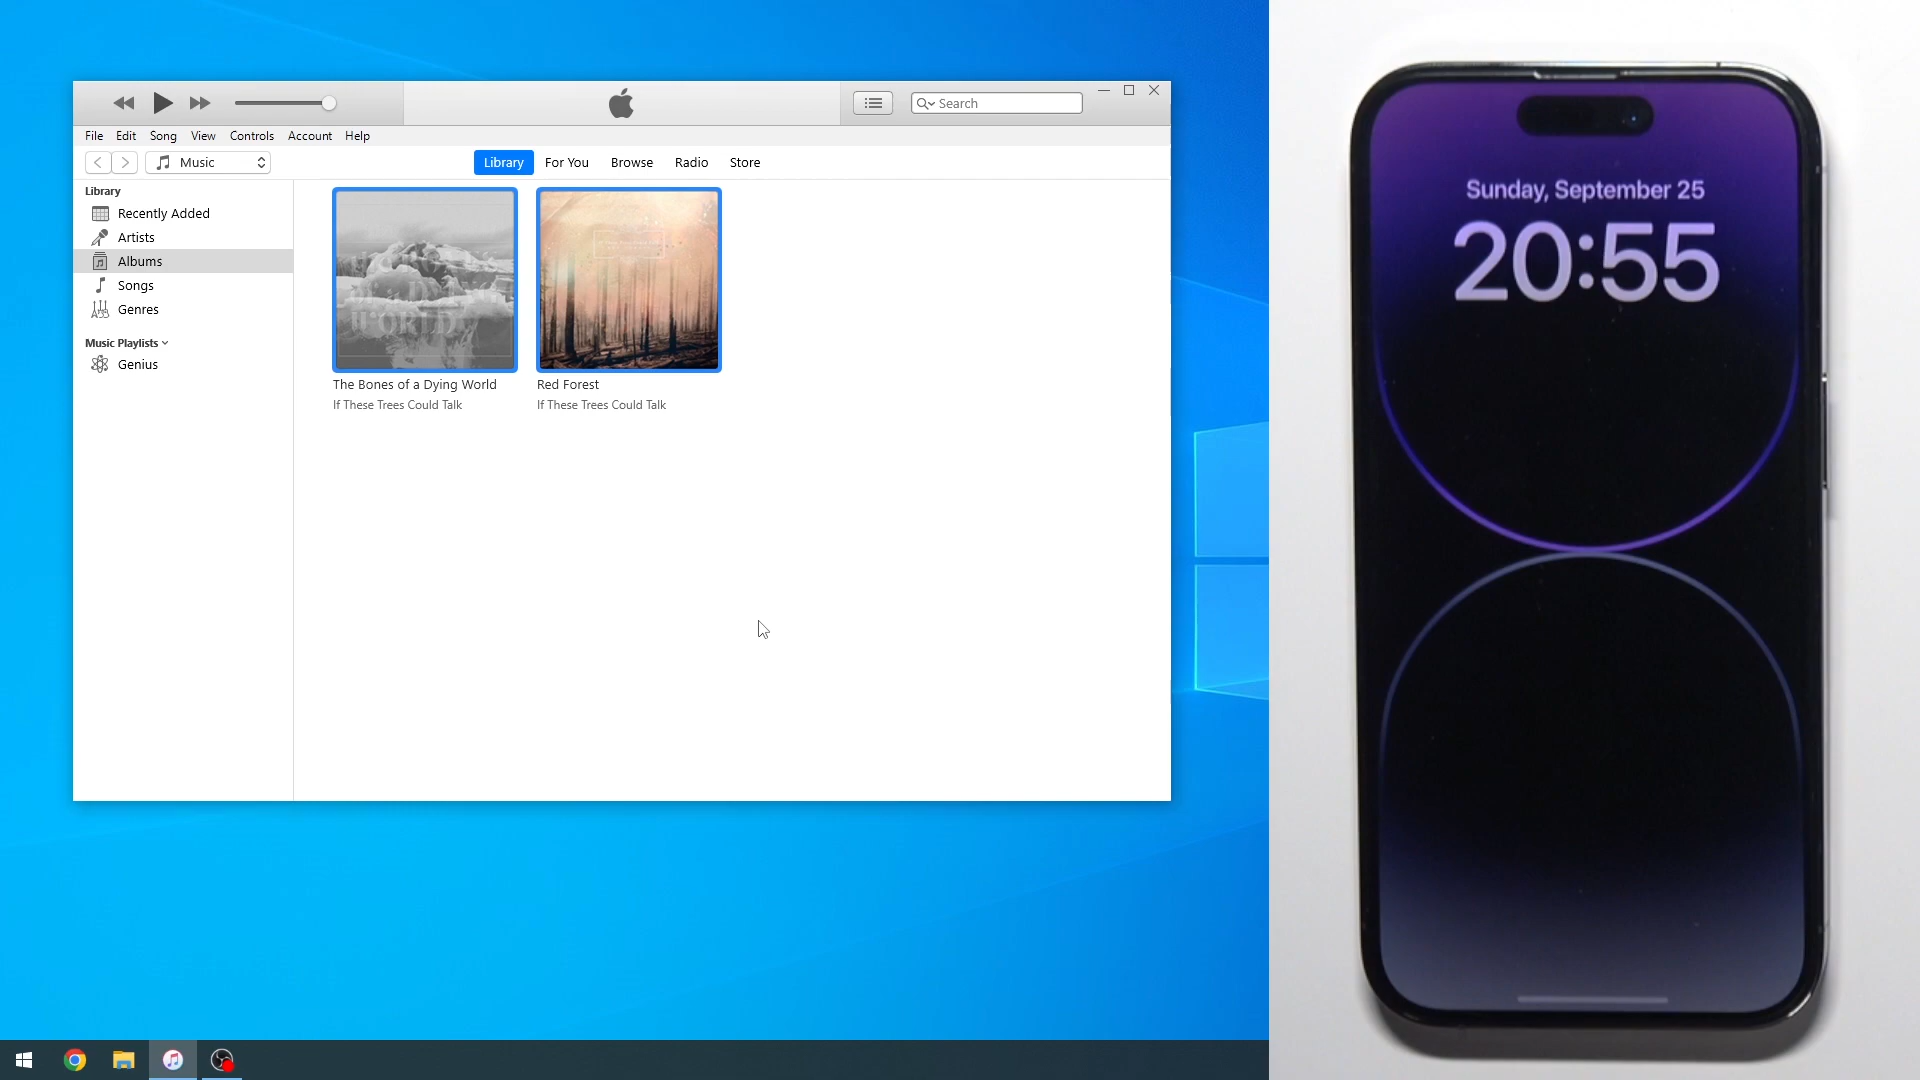 Search
File Edit Song View Controls Account Help
Music
Library For You Browse Radio Store
Library
Recently Added
Artists
Albums
Songs
Genres
Music Playlists
Genius
WORLD
The Bones of a Dying World
If These Trees Could Talk
Red Forest
If These Trees Could Talk
Sunday, September 25
20:55